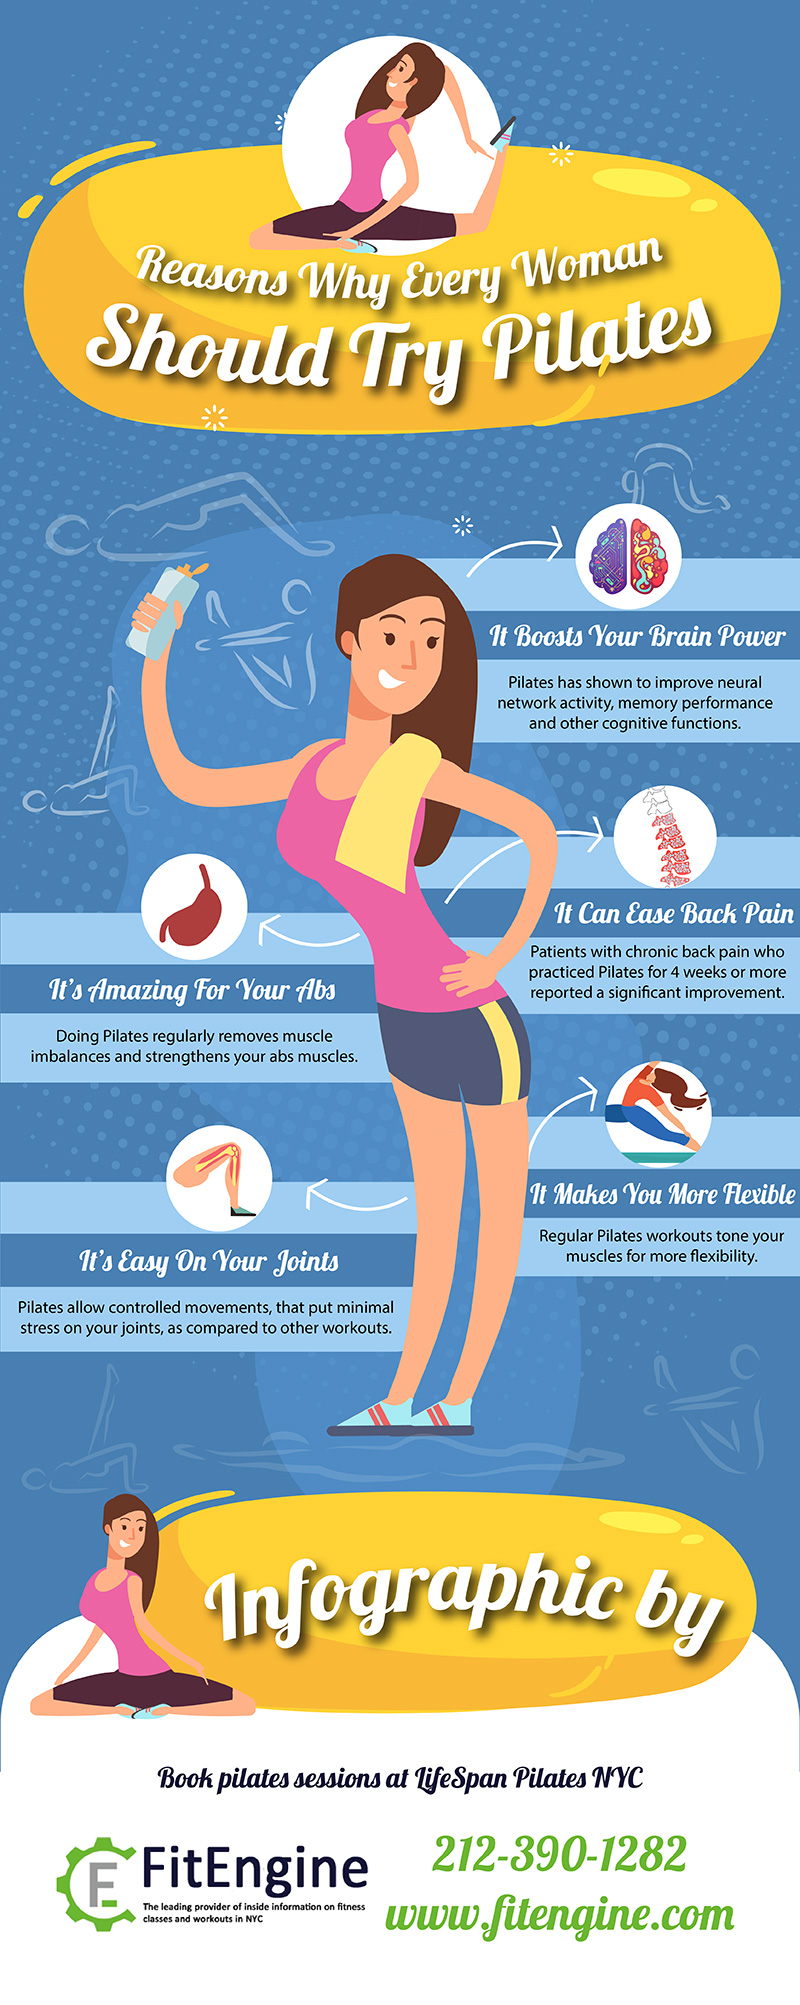 Reasons Why Every Woman
Should Try Pilates
It Boosts Your Brain Power
Pilates has shown to improve neural
network activity, memory performance
and other cognitive functions.
It Can Ease Back Pain
Patients with chronic back pain who
practiced Pilates for 4 weeks or more
reported a significant improvement.
It's Amazing For Your Abs
Doing Pilates regularly removes muscle
imbalances and strengthens your abs muscles.
It Makes You More Flexible
Regular Pilates workouts tone your
muscles for more flexibility.
It's Easy On Your Joints
Pilates allow controlled movements, that put minimal
stress on your joints, as compared to other workouts.
Infographic by
Book pilates sessions at LifeSpan Pilates NYC
FE
FitEngine
The leading provider of inside information on fitness
classes and workouts in NYC
212-390-1282
www.fitengine.com